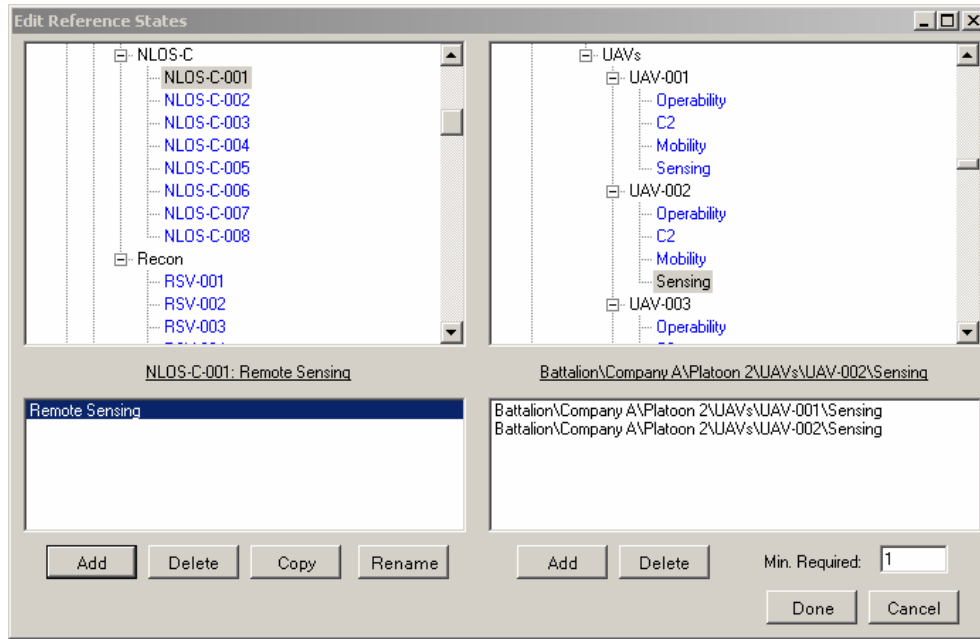 Edit Reference States
NLOS-C
NLOS-C-001
NLOS-C-002
NLOS-C-003
NLOS-C-004
NLOS-C-005
NLOS-C-006
NLOS-C-007
NLOS-C-008
Recon
RSV-001
RSV-002
RSV-003
UAVs
UAV-001
Operability
C2
Mobility
Sensing
UAV-002
Operability
C2
Mobility
Sensing
UAV-003
Operability
NLOS-C-001: Remote Sensing
Battalion\Company A\Platoon 2\UAVs\UAV-002\Sensing
Remote Sensing
Battalion\Company A\Platoon 2\UAVs\UAV-001\Sensing
Battalion\Company A\Platoon 2\UAVs\UAV-002\Sensing
Add Delete Copy Rename
Add Delete Min. Required: 1
Done Cancel